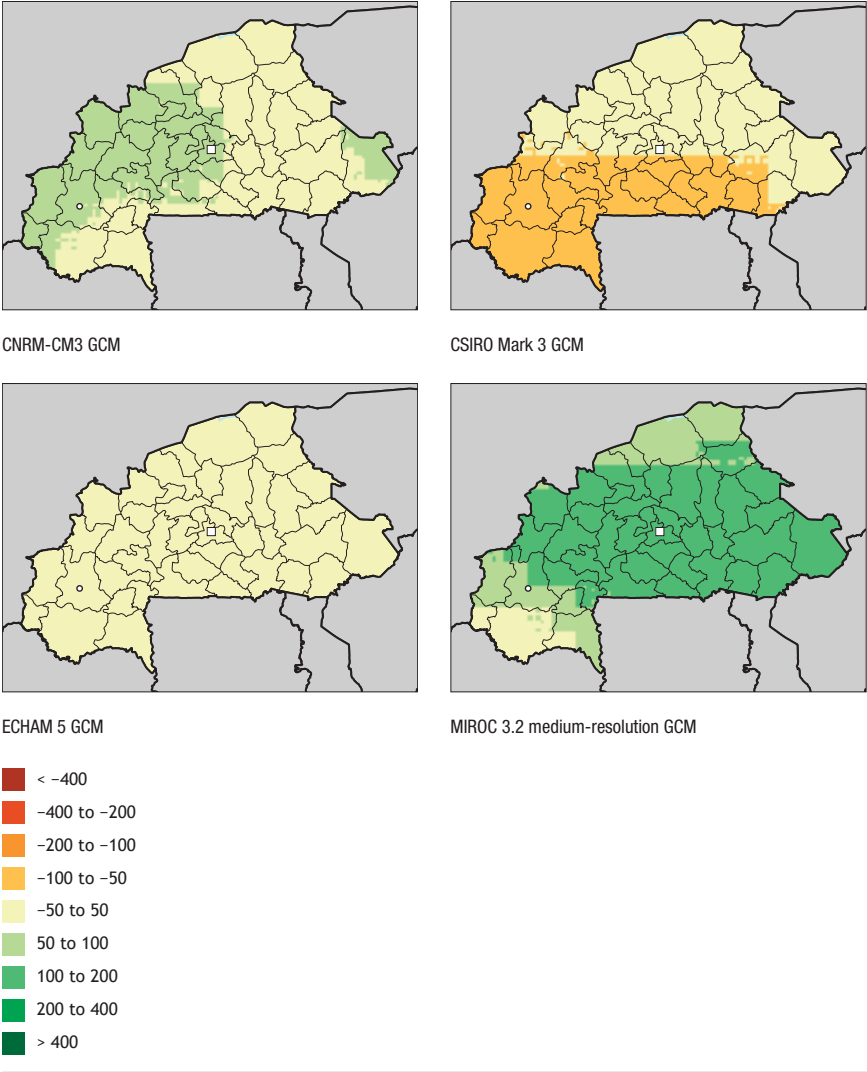 CNRM-CM3 GCM
CSIRO Mark 3 GCM
ECHAM 5 GCM
MIROC 3.2 medium-resolution GCM
< −400
−400 to −200
−200 to −100
−100 to −50
−50 to 50
50 to 100
100 to 200
200 to 400
> 400